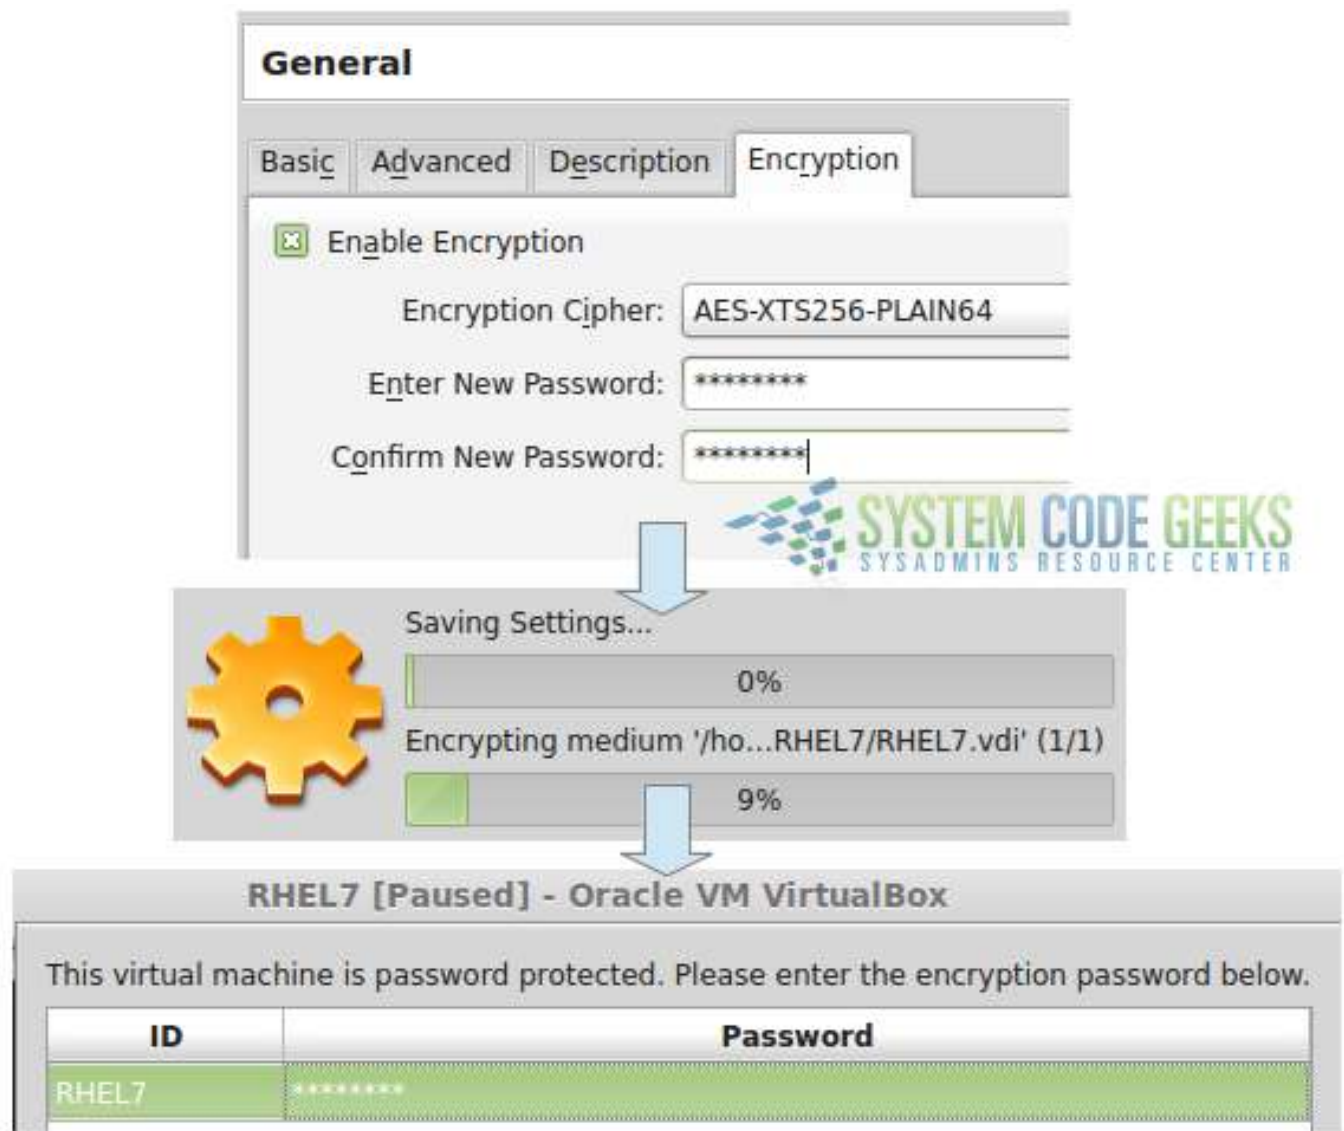 General
Basic Advanced Description Encryption
Enable Encryption
Encryption Cipher: AES-XTS256-PLAIN64
Enter New Password: ********
Confirm New Password: ********
SYSTEM CODE GEEKS
SYSADMINS RESOURCE CENTER
Saving Settings...
0%
Encrypting medium '/ho...RHEL7/RHEL7.vdi' (1/1)
9%
RHEL7 [Paused] - Oracle VM VirtualBox
This virtual machine is password protected. Please enter the encryption password below.
ID Password
RHEL7 ********